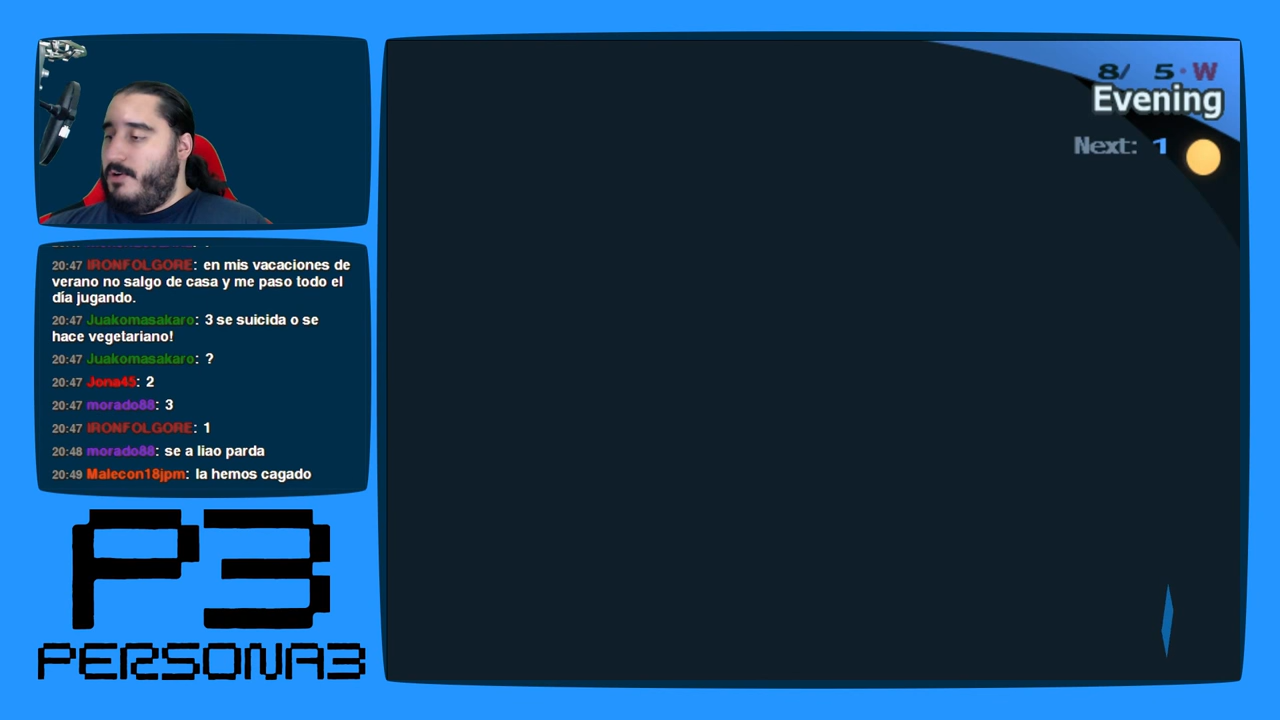 8/ 5·W
Evening
Next: 1
20:47 IRONFOLGORE: en mis vacaciones de
verano no salgo de casa y me paso todo el
día jugando.
20:47 Juakomasakaro: 3 se suicida o se
hace vegetariano!
20:47 Juakomasakaro: ?
20:47 Jona45: 2
20:47 morado88: 3
20:47 IRONFOLGORE: 1
20:48 morado88: se a liao parda
20:49 Malecon18jpm: la hemos cagado
P3
PERSONA3